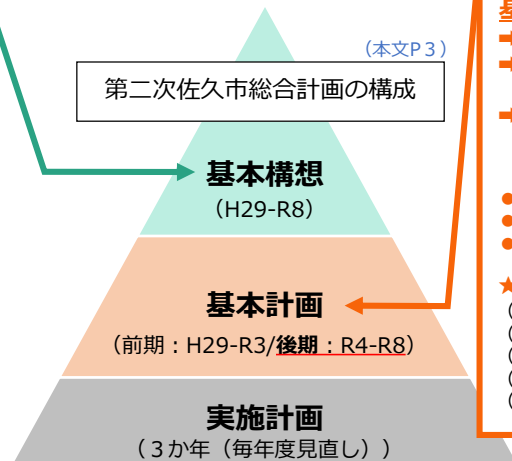 （本文P３）
第二次佐久市総合計画の構成
基本構想
（H29-R8）
基本計画
（前期：H29-R3/後期：R4-R8）
実施計画
（３か年（毎年度見直し））